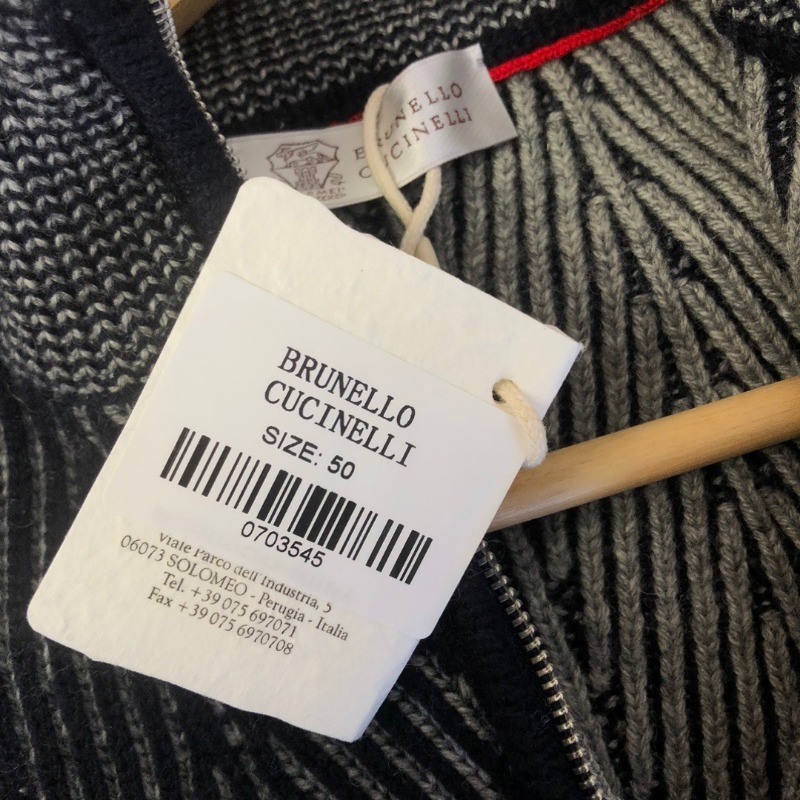 BRUNELLO
CUCINELLI
BRUNELLO
CUCINELLI
SIZE: 50
0703545
Viale Parco dell'Industria, 5
06073 SOLOMEO - Perugia - Italia
Tel. +39 075 697071
Fax +39 075 6970708